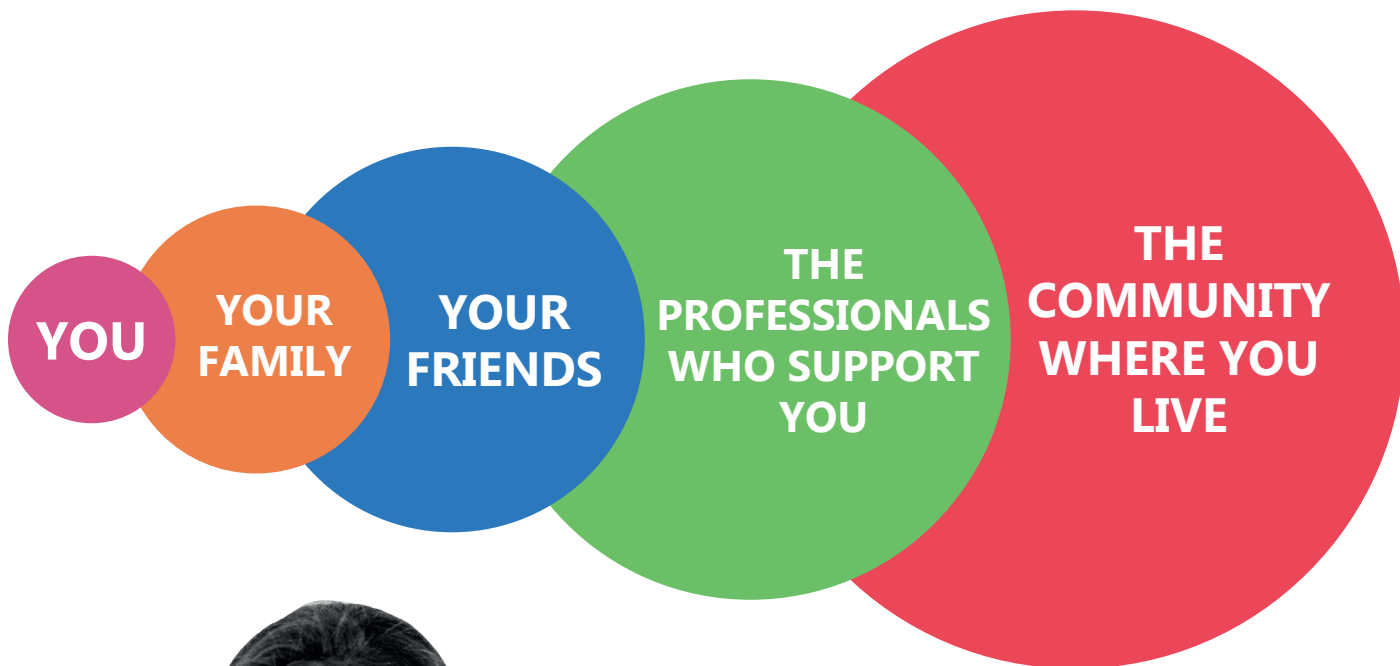 YOU
YOUR
FAMILY
YOUR
FRIENDS
THE
PROFESSIONALS
WHO SUPPORT
YOU
THE
COMMUNITY
WHERE YOU
LIVE